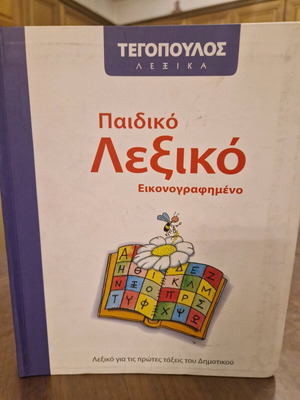 ΤΕΓΟΠΟΥΛΟΣ
ΛΕΞΙΚΑ
Παιδικό
Λεξικό
Εικονογραφημένο
Λεξικό για τις πρώτες τάξεις του Δημοτικού